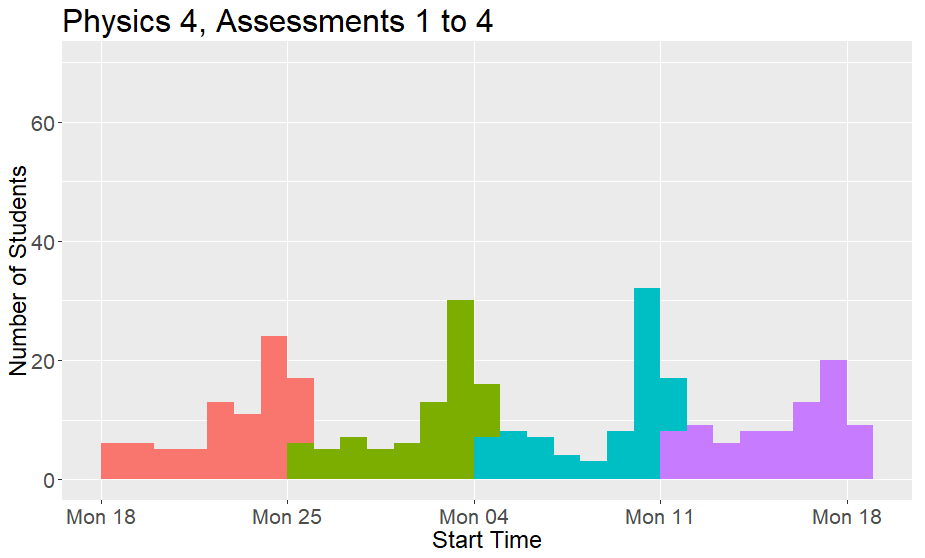 Physics 4, Assessments 1 to 4
Number of Students
60
40
20
0
Mon 18 Mon 25 Mon 04 Mon 11 Mon 18
Start Time